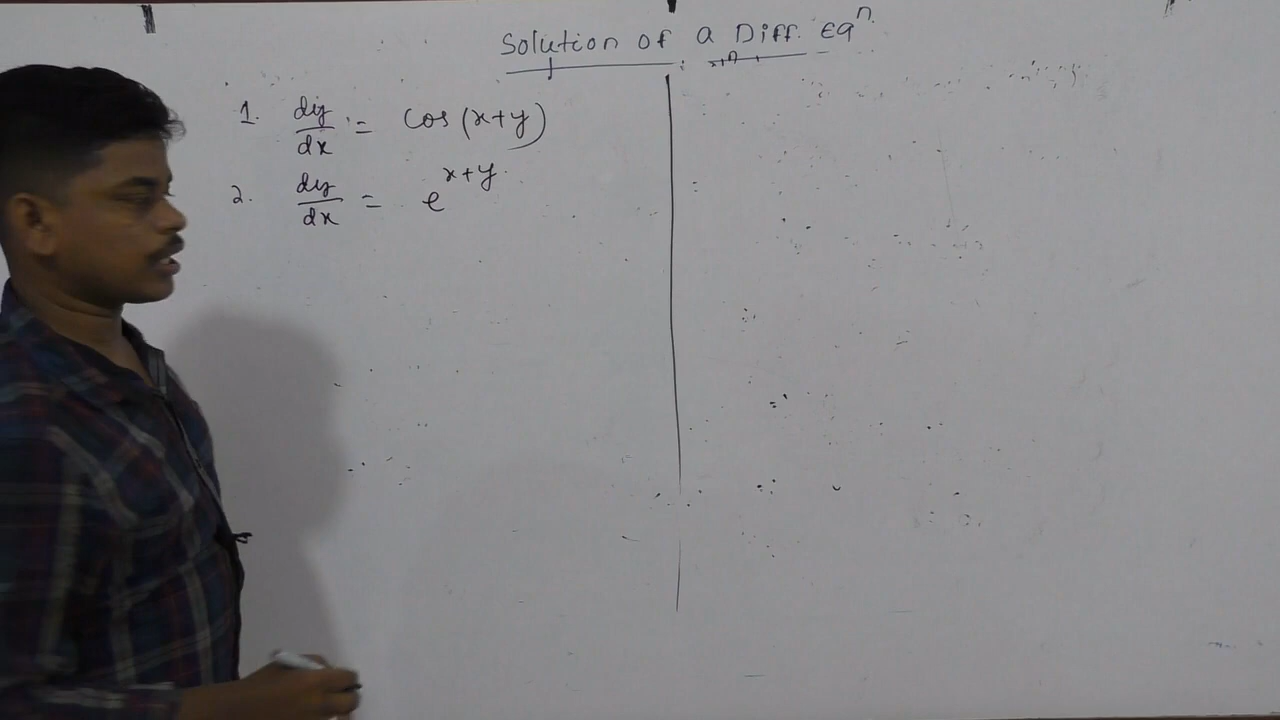 Solution of a Diff. Eqⁿ.
1. dy/dx = cos (x+y)
2. dy/dx = e^(x+y).